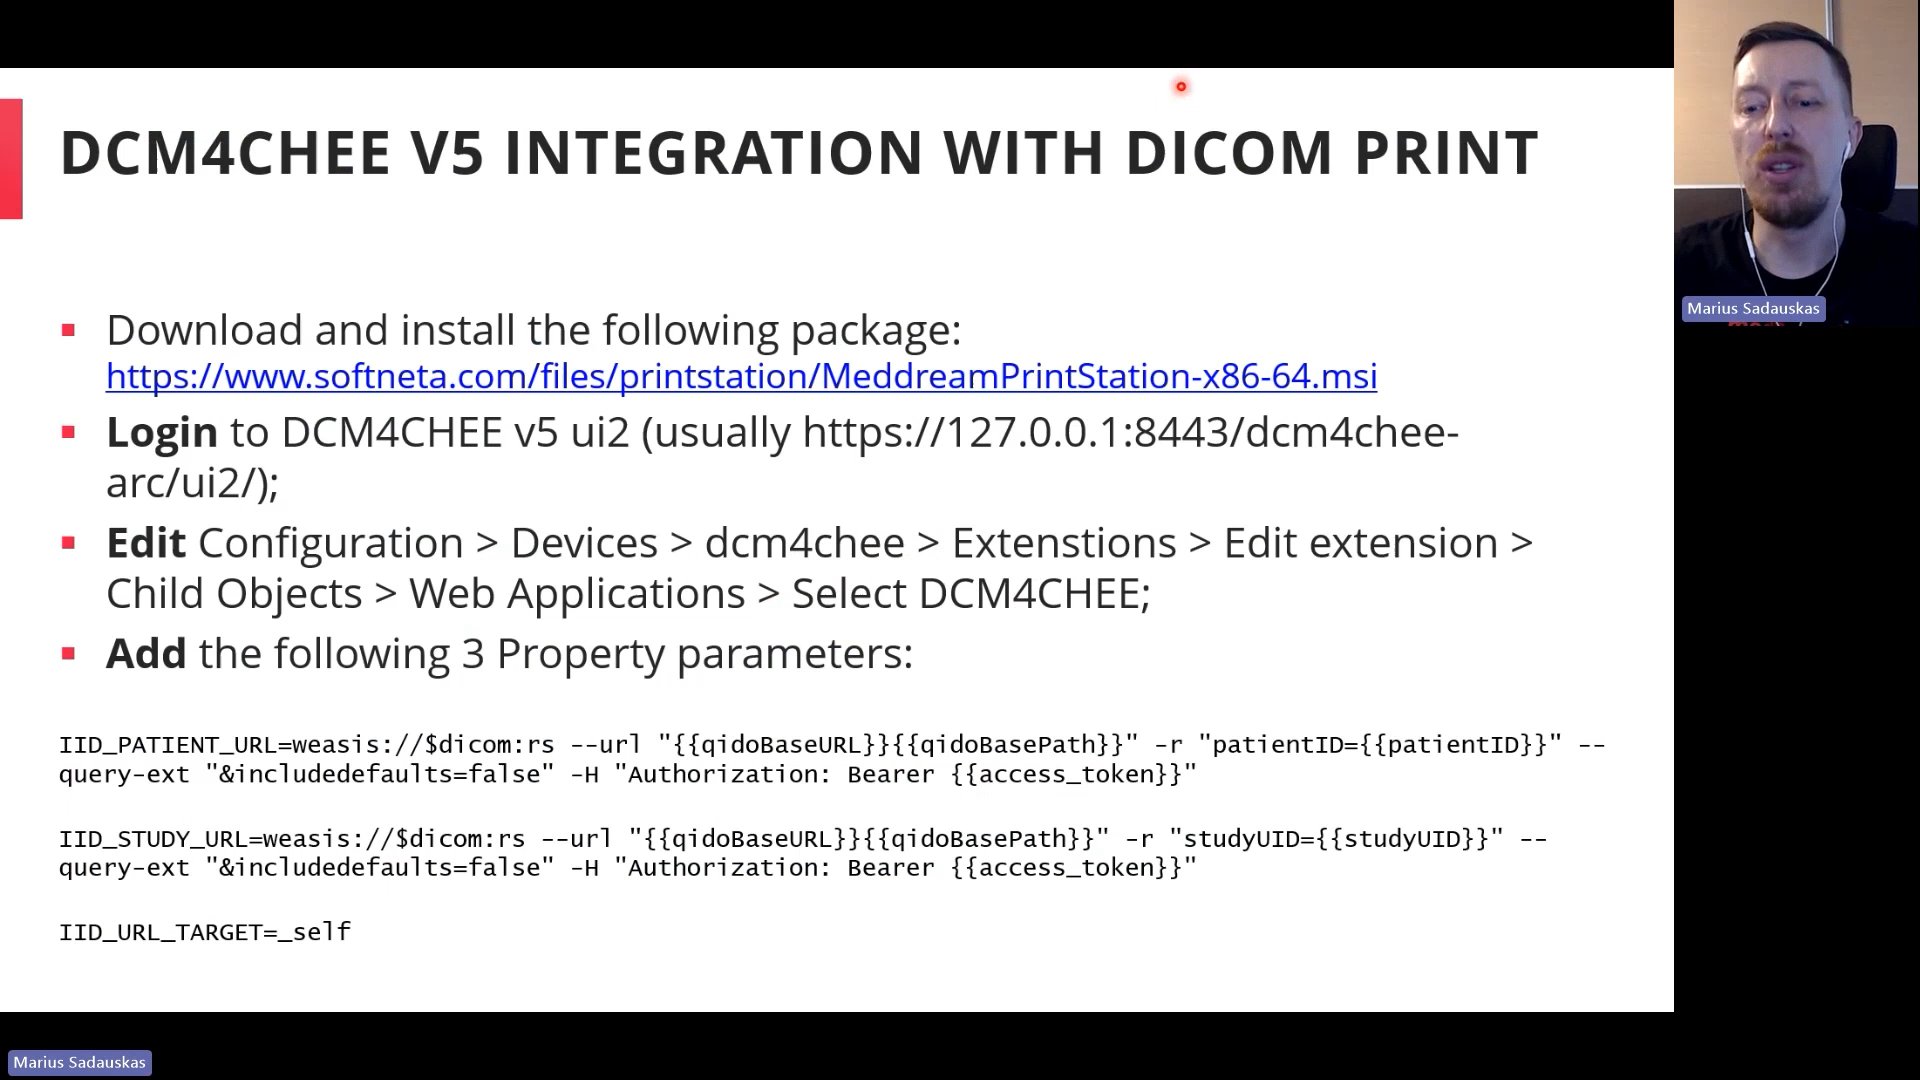 DCM4CHEE V5 INTEGRATION WITH DICOM PRINT
Download and install the following package:
https://www.softneta.com/files/printstation/MeddreamPrintStation-x86-64.msi
Login to DCM4CHEE v5 ui2 (usually https://127.0.0.1:8443/dcm4chee-
arc/ui2/);
Edit Configuration > Devices > dcm4chee > Extenstions > Edit extension >
Child Objects > Web Applications > Select DCM4CHEE;
Add the following 3 Property parameters:
IID_PATIENT_URL=weasis://$dicom:rs --url "{{qidoBaseURL}}{{qidoBasePath}}" -r "patientID={{patientID}}" --
query-ext "&includedefaults=false" -H "Authorization: Bearer {{access_token}}"
IID_STUDY_URL=weasis://$dicom:rs --url "{{qidoBaseURL}}{{qidoBasePath}}" -r "studyUID={{studyUID}}" --
query-ext "&includedefaults=false" -H "Authorization: Bearer {{access_token}}"
IID_URL_TARGET=_self
Marius Sadauskas
Marius Sadauskas